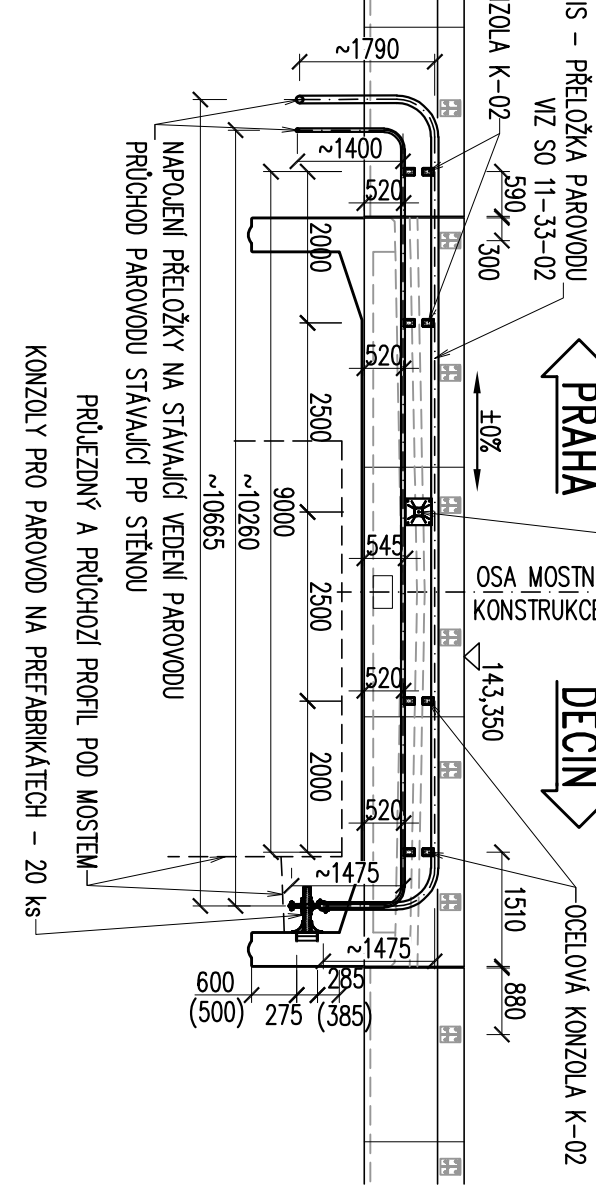 IS - PŘELOŽKA PAROVODU
VIZ SO 11-33-02
ZOLA K-02
PRAHA
DĚČÍN
±0%
OSA MOSTN
KONSTRUKCE
143,350
OCELOVÁ KONZOLA K-02
~1790
~1400
520
590
300
2000
520
2500
545
2500
520
2000
520
9000
~10260
~10665
~1475
~1475
1510
880
600
(500)
275
285
(385)
NAPOJENÍ PŘELOŽKY NA STÁVAJÍCÍ VEDENÍ PAROVODU
PRŮCHOD PAROVODU STÁVAJÍCÍ PP STĚNOU
PRŮJEZDNÝ A PRŮCHOZÍ PROFIL POD MOSTEM
KONZOLY PRO PAROVOD NA PREFABRIKÁTECH - 20 ks